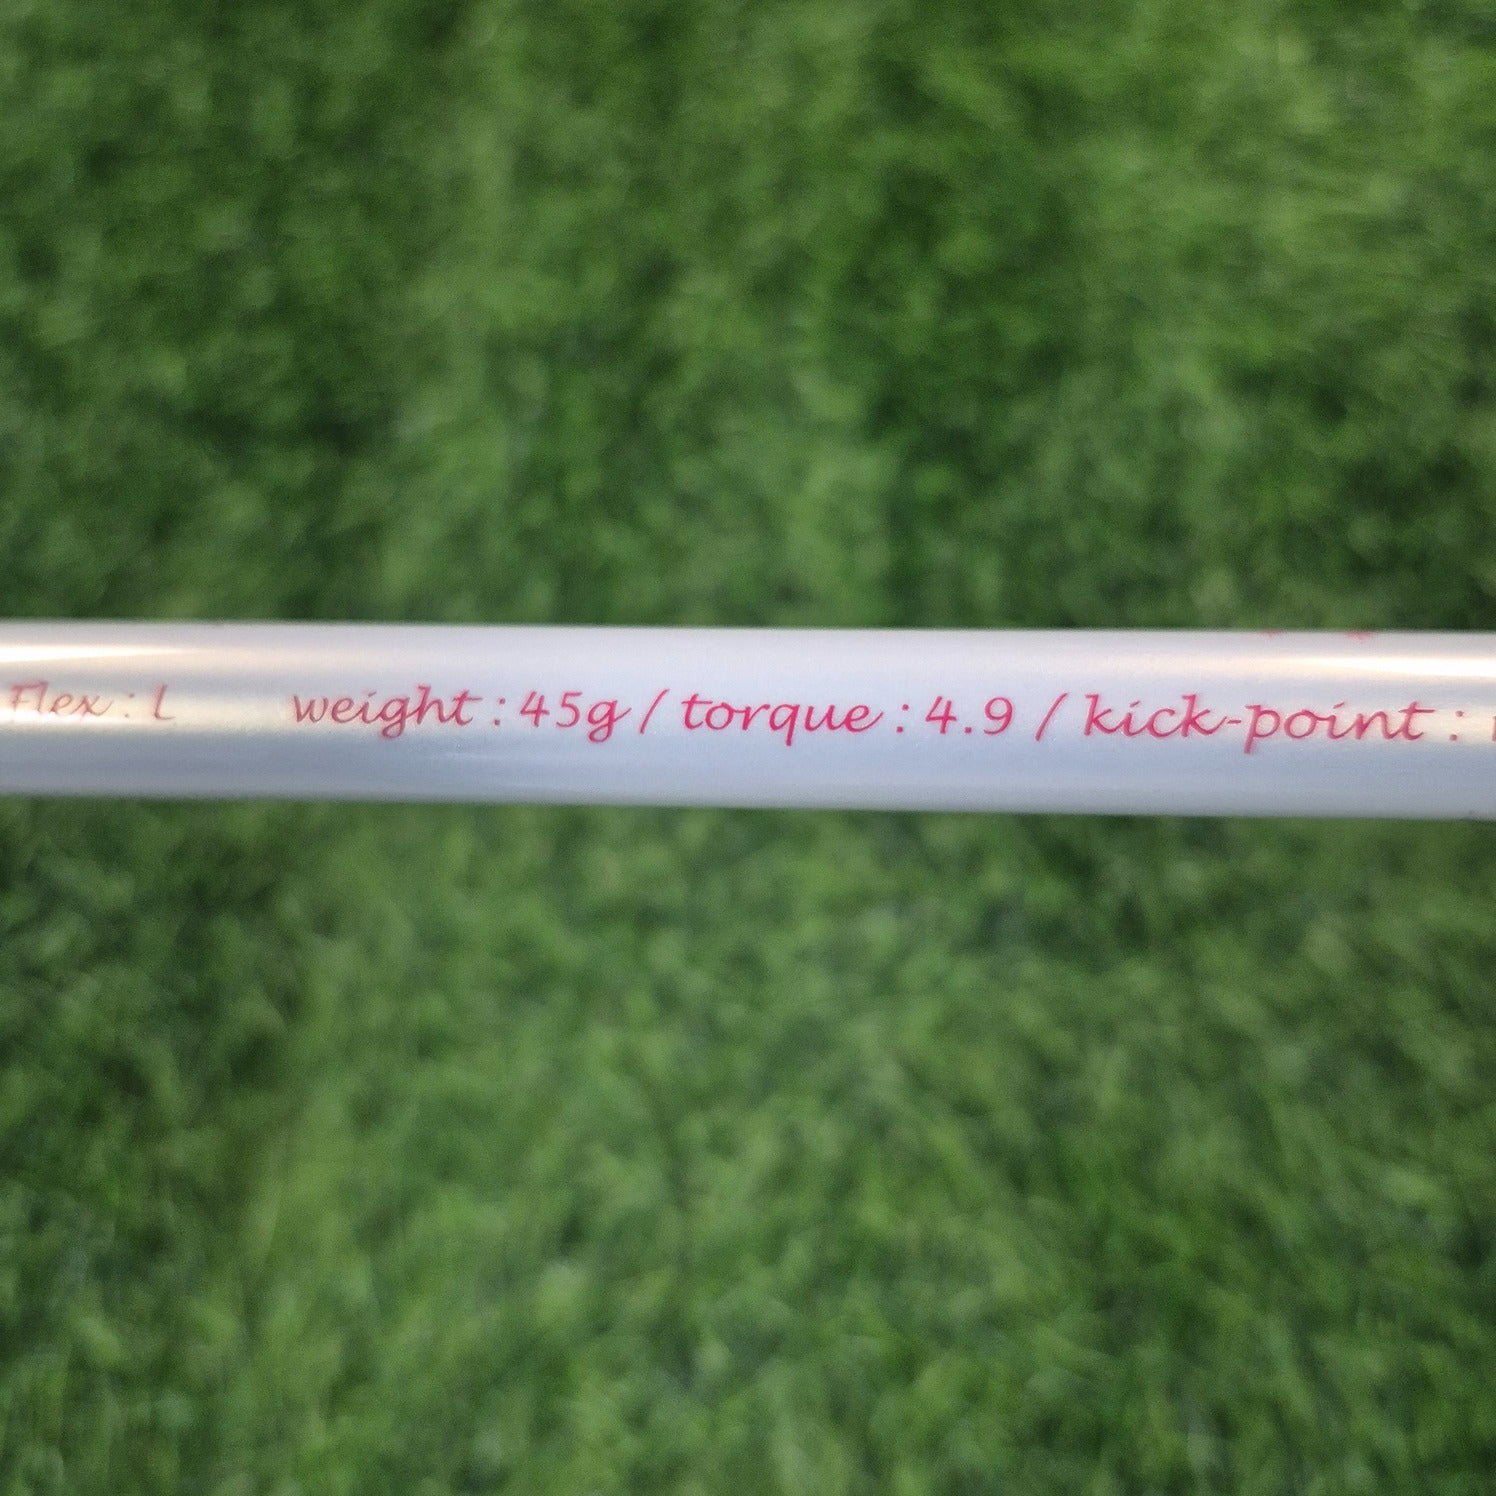 Flex : L weight : 45g / torque : 4.9 / kick-point :